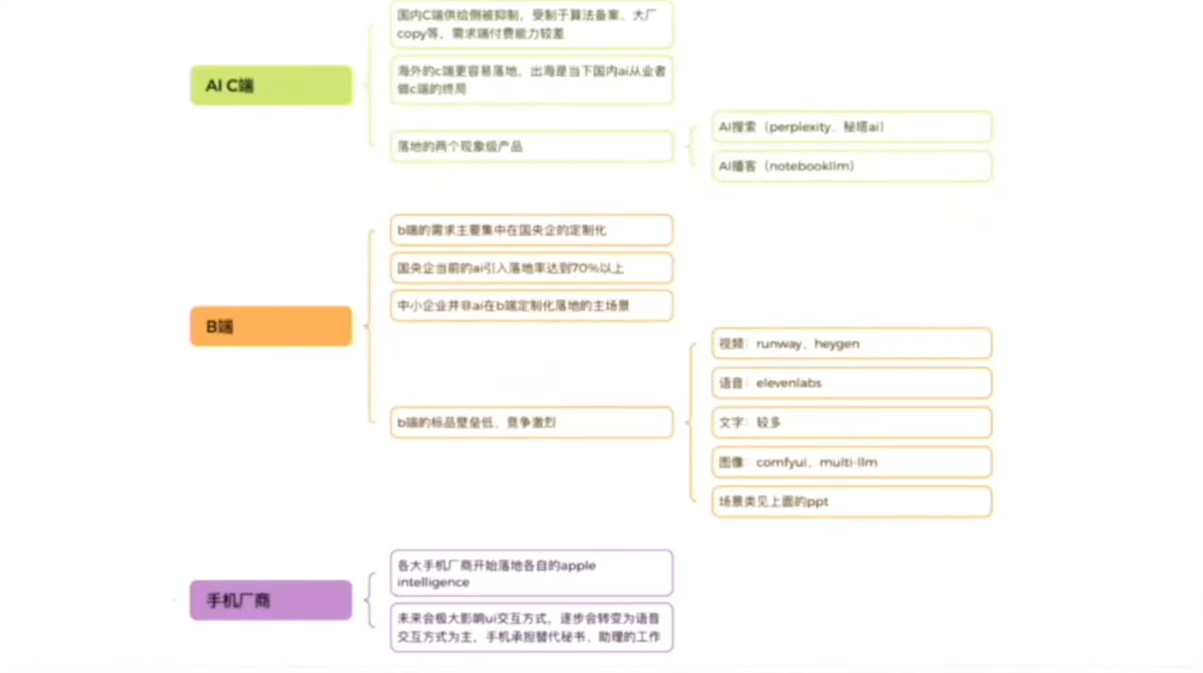 国内C端供给侧被抑制，受制于算法备案、大厂
copy等，需求端付费能力较差
AI C端
海外的c端更容易落地，出海是当下国内ai从业者
做c端的终局
落地的两个现象级产品
AI搜索（perplexity、秘塔ai）
AI播客（notebookllm）
B端
b端的需求主要集中在国央企的定制化
国央企当前的ai引入落地率达到70%以上
中小企业并非ai在b端定制化落地的主场景
b端的标品壁垒低、竞争激烈
视频：runway、heygen
语音：elevenlabs
文字：较多
图像：comfyui、multi-llm
场景类见上面的ppt
手机厂商
各大手机厂商开始落地各自的apple
intelligence
未来会极大影响ui交互方式，逐步会转变为语音
交互方式为主，手机承担替代秘书、助理的工作